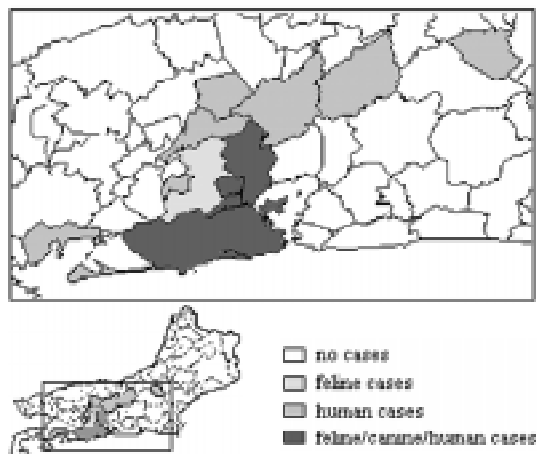 no cases
feline cases
human cases
feline/canine/human cases